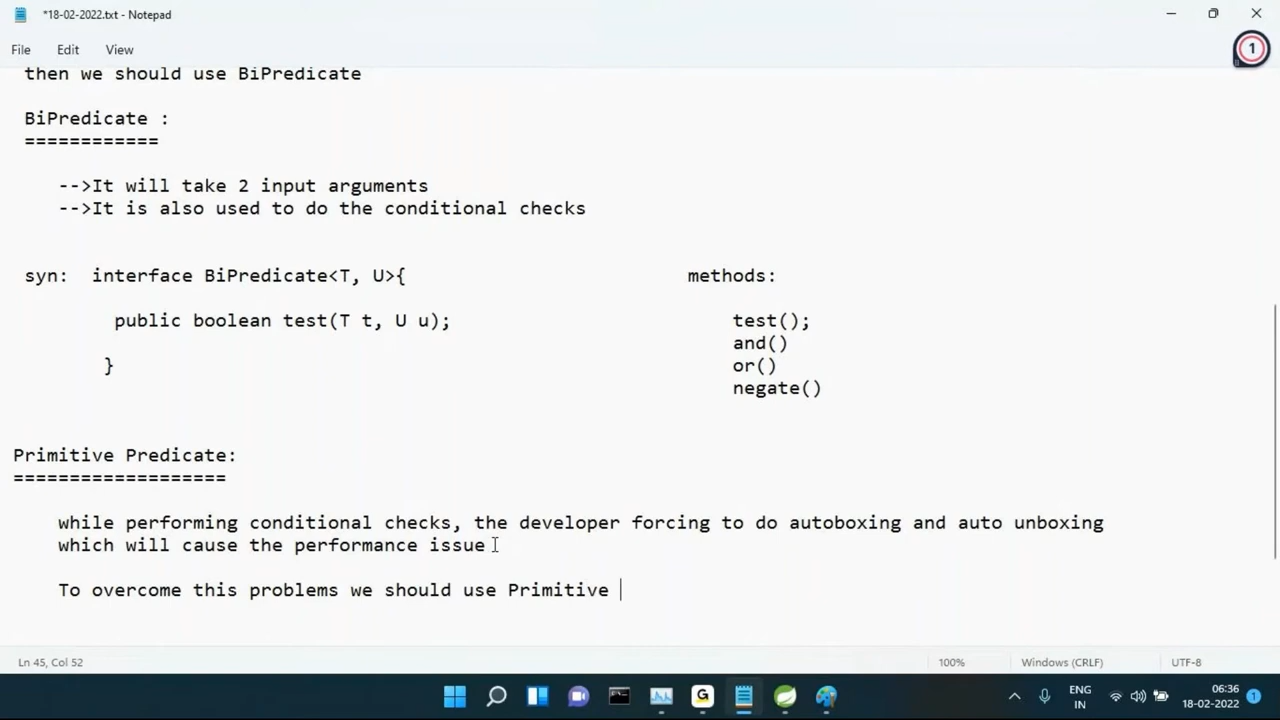 *18-02-2022.txt - Notepad
File Edit View
1
then we should use BiPredicate
BiPredicate :
============
-->It will take 2 input arguments
-->It is also used to do the conditional checks
syn: interface BiPredicate<T, U>{ methods:
public boolean test(T t, U u); test();
and()
} or()
negate()
Primitive Predicate:
===================
while performing conditional checks, the developer forcing to do autoboxing and auto unboxing
which will cause the performance issue
To overcome this problems we should use Primitive
Ln 45, Col 52 100% Windows (CRLF) UTF-8
G ENG 06:36
IN 18-02-2022 1